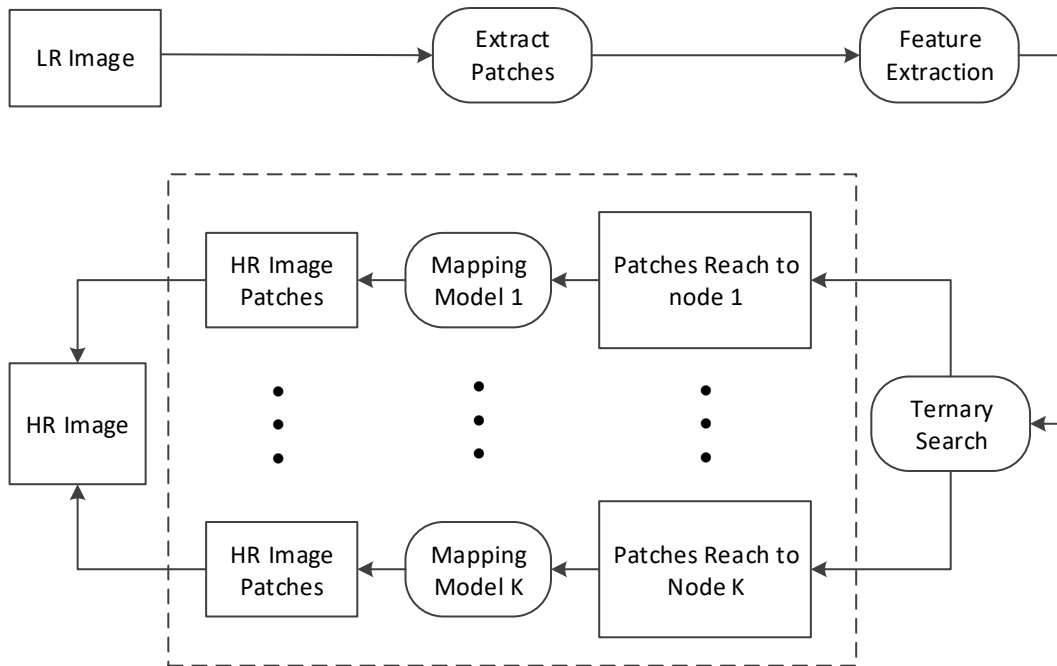 LR Image
Extract
Patches
Feature
Extraction
HR Image
Patches
Mapping
Model 1
Patches Reach to
node 1
HR Image
Ternary
Search
HR Image
Patches
Mapping
Model K
Patches Reach to
Node K